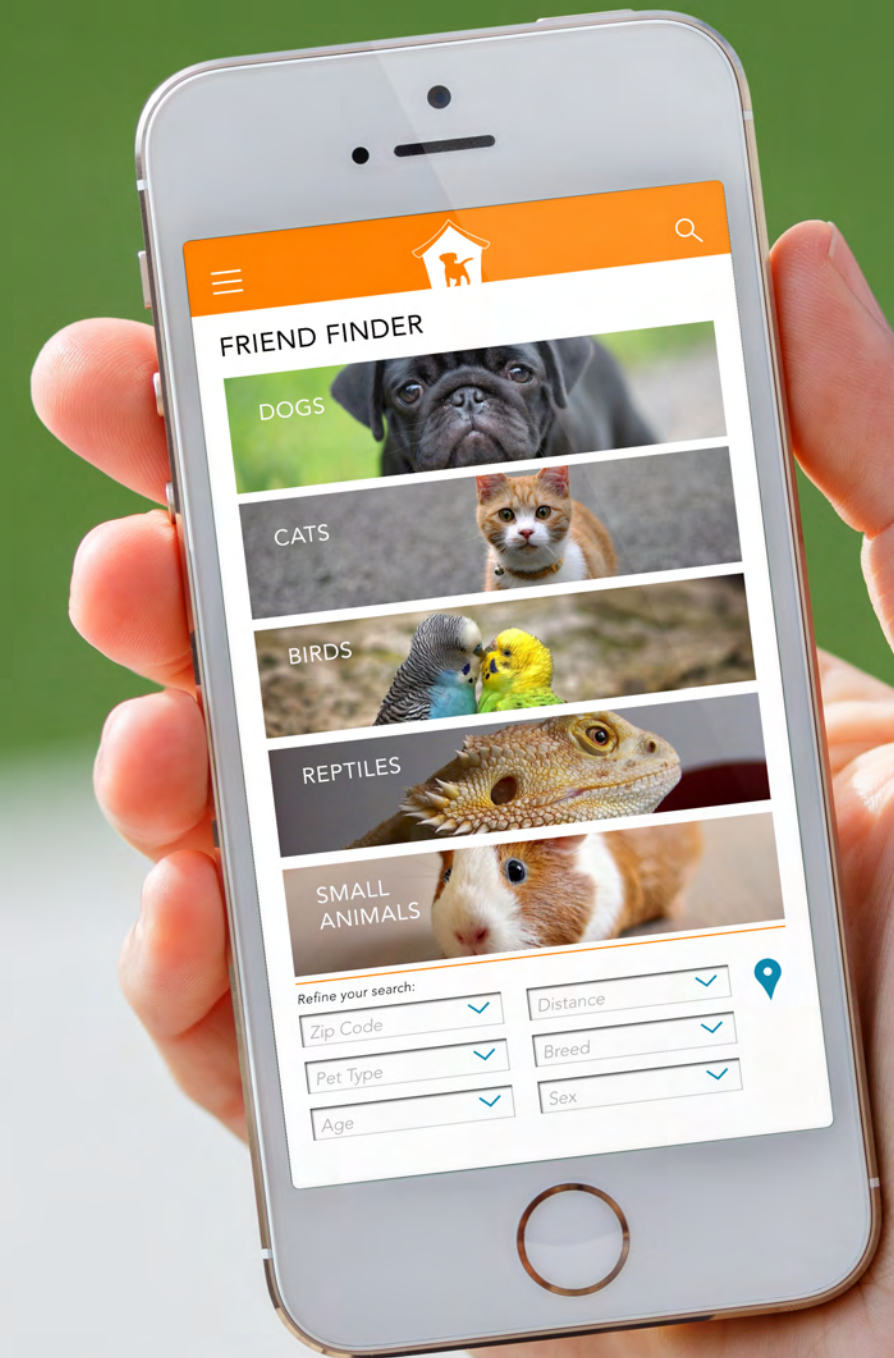 FRIEND FINDER
DOGS
CATS
BIRDS
REPTILES
SMALL
ANIMALS
Refine your search:
Zip Code
Distance
Pet Type
Breed
Age
Sex